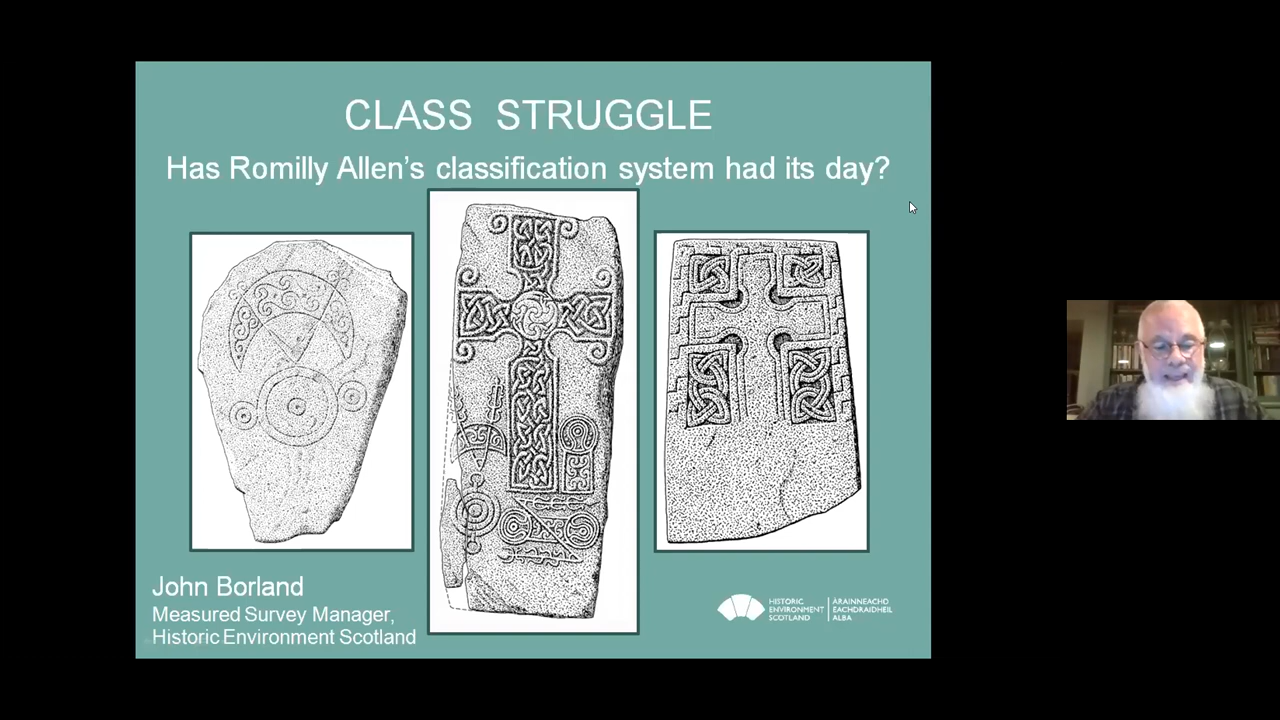 CLASS STRUGGLE
Has Romilly Allen's classification system had its day?
John Borland
Measured Survey Manager,
Historic Environment Scotland
HISTORIC
ENVIRONMENT
SCOTLAND
ÀRAINNEACHD
EACHDRAIDHEIL
ALBA